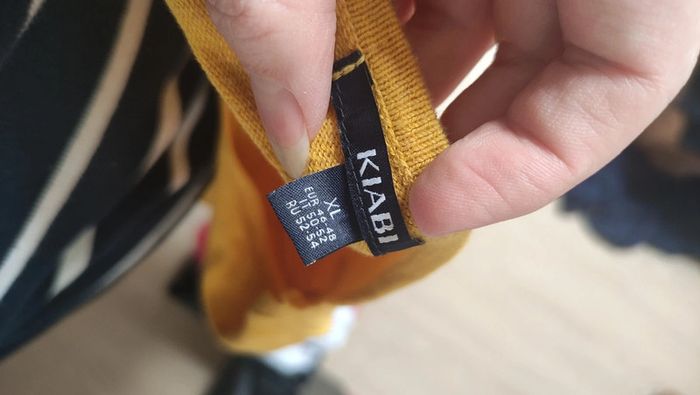 KIABI
XL
EUR 46-48
IT 50-52
RU 52-54